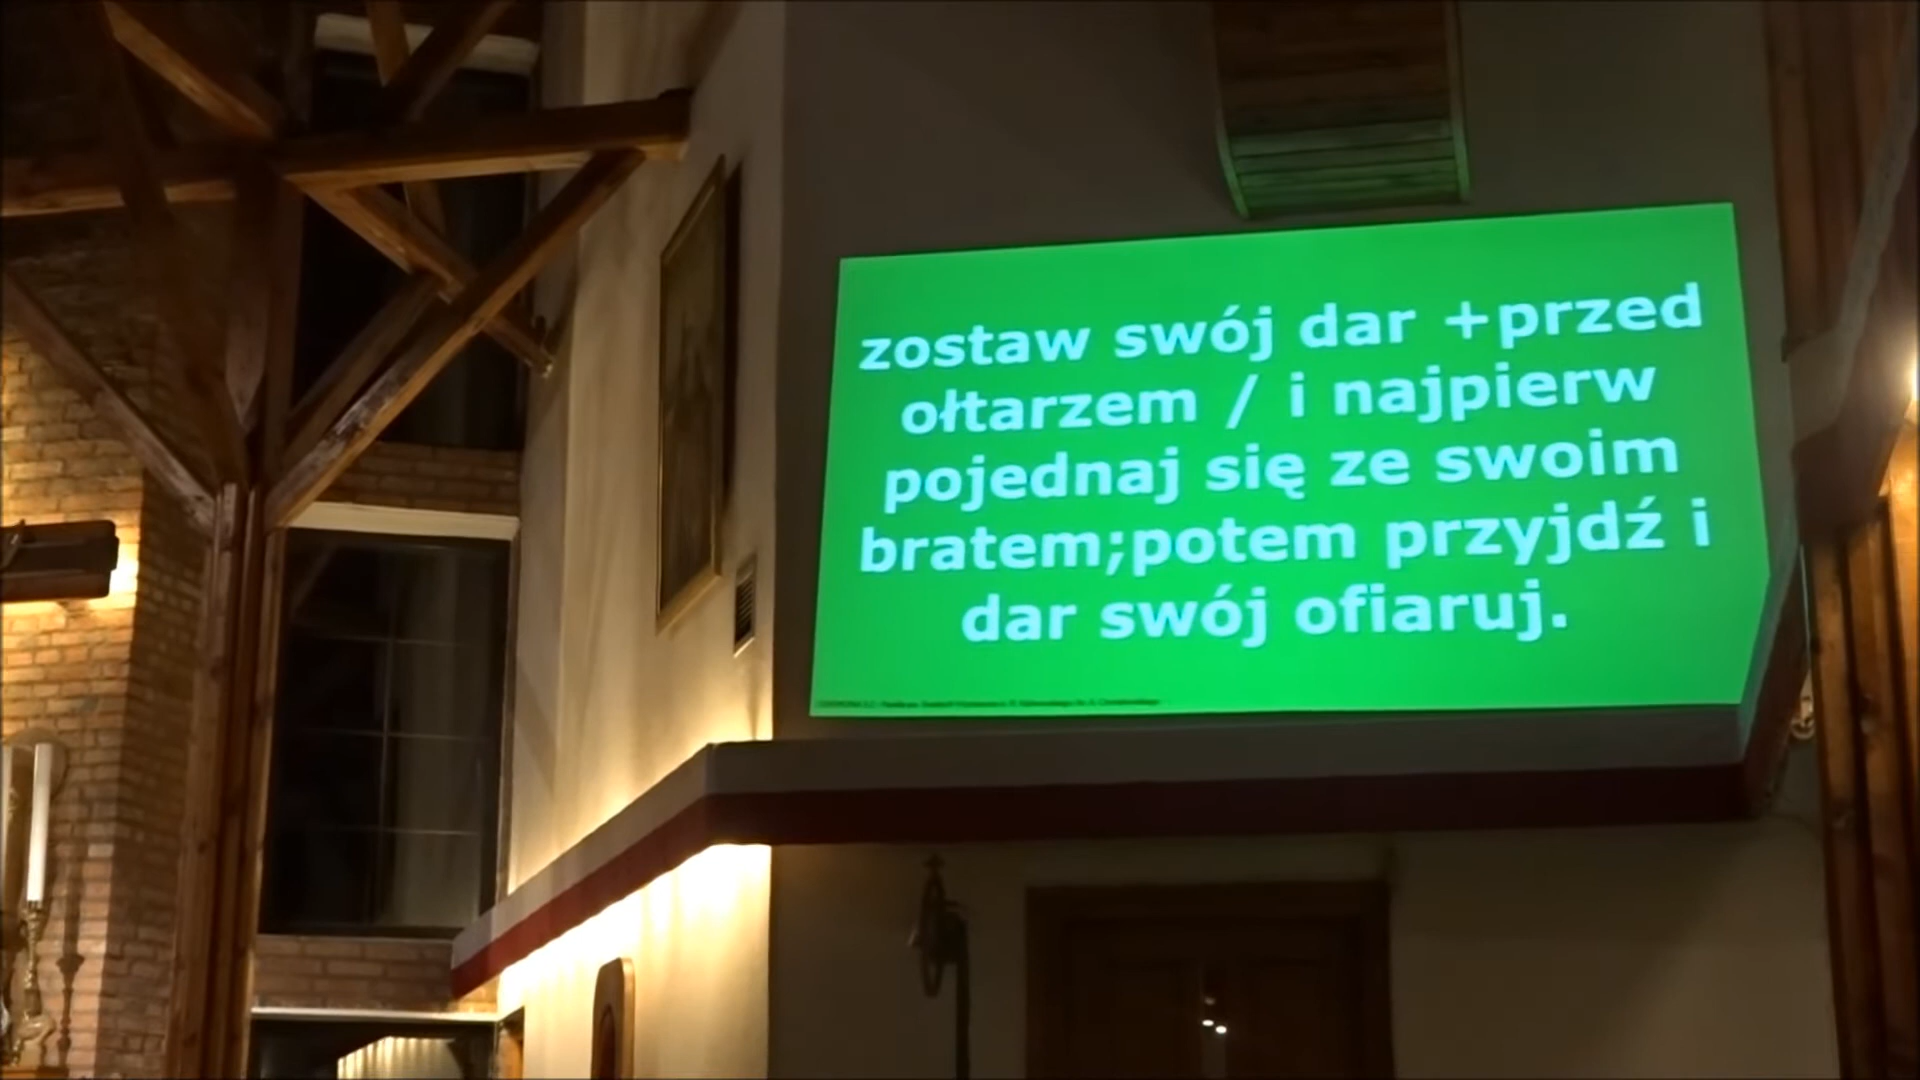 zostaw swój dar +przed
ołtarzem / i najpierw
pojednaj się ze swoim
bratem;potem przyjdź i
dar swój ofiaruj.